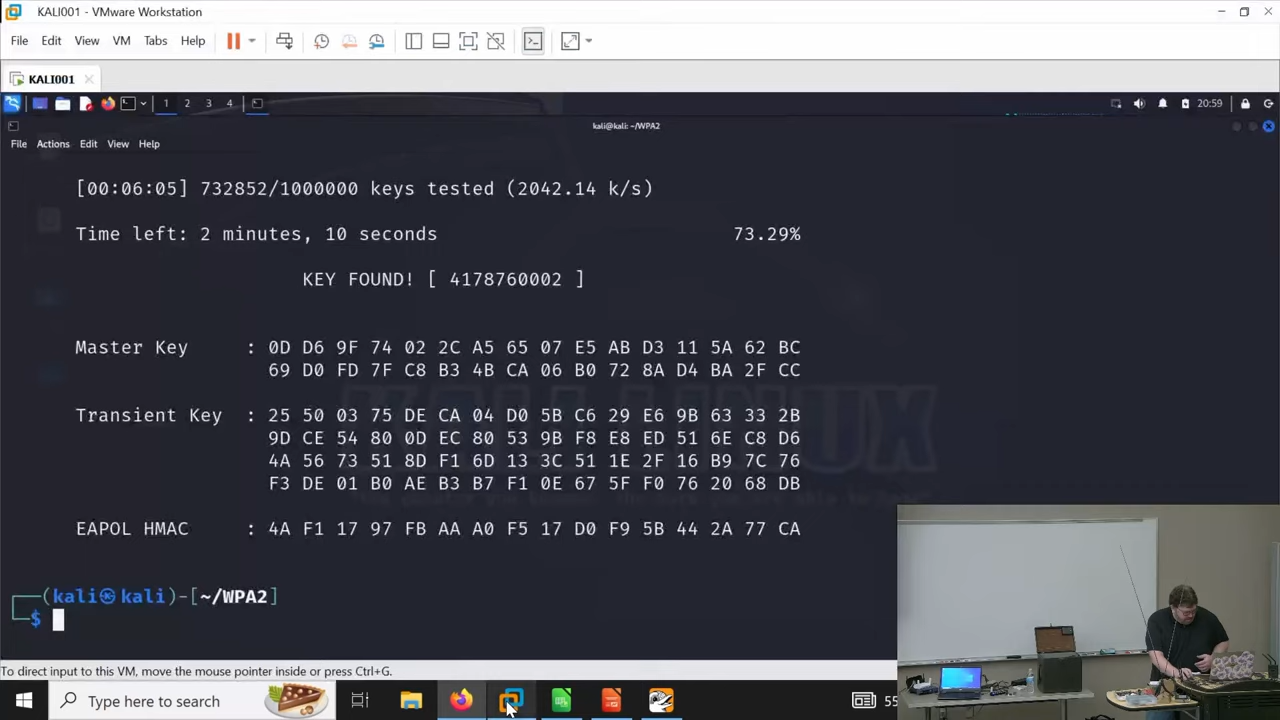 KALI001 - VMware Workstation
File Edit View VM Tabs Help
KALI001
1 2 3 4 20:59
kali@kali: ~/WPA2
File Actions Edit View Help
[00:06:05] 732852/1000000 keys tested (2042.14 k/s)
Time left: 2 minutes, 10 seconds 73.29%
KEY FOUND! [ 4178760002 ]
Master Key : 0D D6 9F 74 02 2C A5 65 07 E5 AB D3 11 5A 62 BC
69 D0 FD 7F C8 B3 4B CA 06 B0 72 8A D4 BA 2F CC
Transient Key : 25 50 03 75 DE CA 04 D0 5B C6 29 E6 9B 63 33 2B
9D CE 54 80 0D EC 80 53 9B F8 E8 ED 51 6E C8 D6
4A 56 73 51 8D F1 6D 13 3C 51 1E 2F 16 B9 7C 76
F3 DE 01 B0 AE B3 B7 F1 0E 67 5F F0 76 20 68 DB
KALI LINUX
EAPOL HMAC : 4A F1 17 97 FB AA A0 F5 17 D0 F9 5B 44 2A 77 CA
(kali㉿kali)-[~/WPA2]
$
To direct input to this VM, move the mouse pointer inside or press Ctrl+G.
Type here to search
55